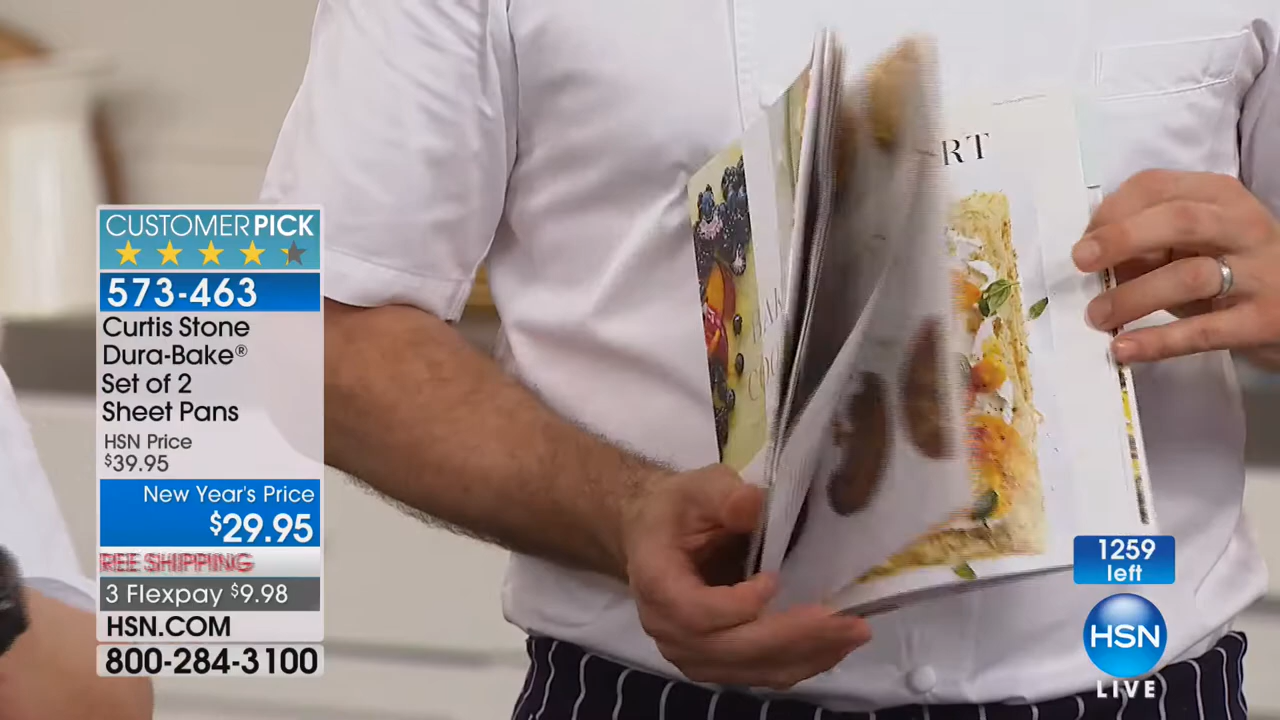 CUSTOMER PICK
573-463
Curtis Stone
Dura-Bake®
Set of 2
Sheet Pans
HSN Price
$39.95
New Year's Price
$29.95
REE SHIPPING
3 Flexpay $9.98
HSN.COM
800-284-3100
RT
1259
left
HSN
LIVE